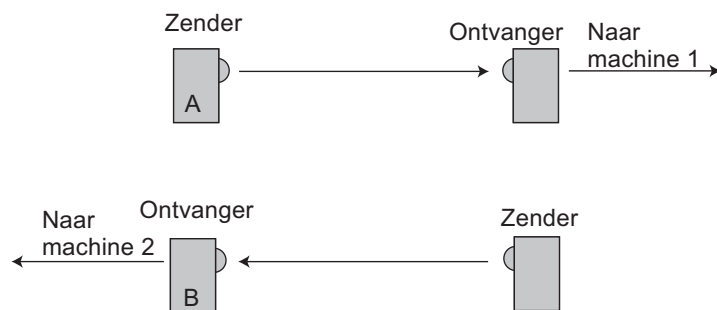 Zender
Ontvanger
Naar
machine 1
A
Naar
machine 2
Ontvanger
Zender
B